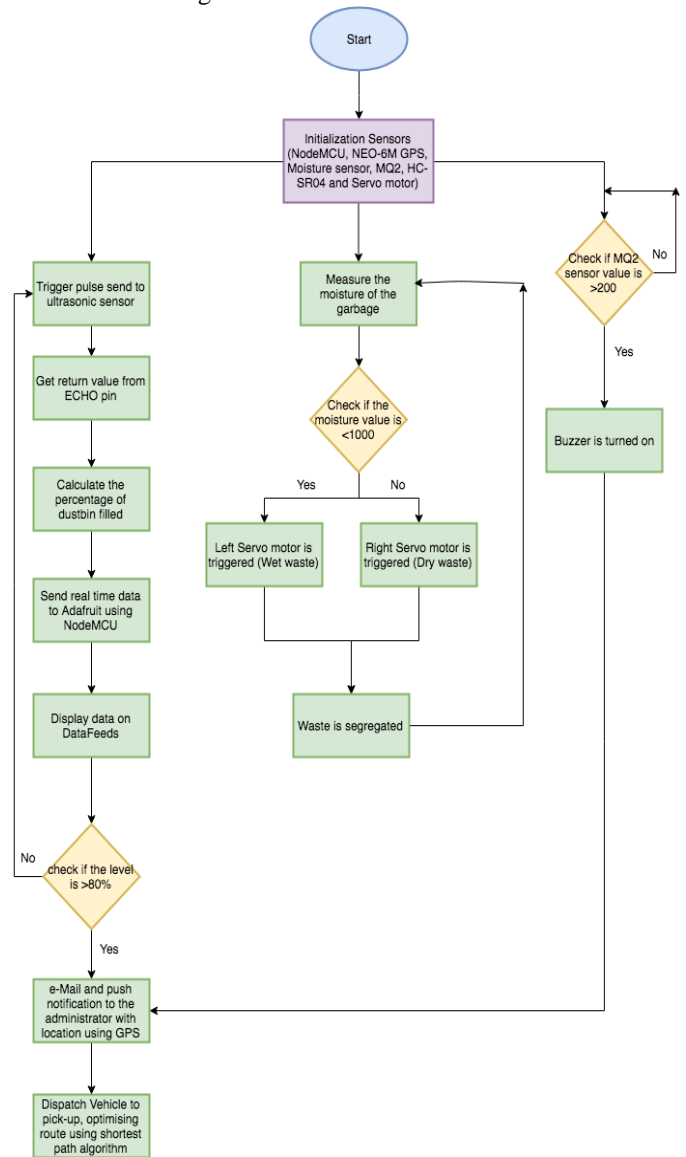 Start
Initialization Sensors
(NodeMCU, NEO-6M GPS,
Moisture sensor, MQ2, HC-
SR04 and Servo motor)
Trigger pulse send to
ultrasonic sensor
Get return value from
ECHO pin
Calculate the
percentage of
dustbin filled
Send real time data
to Adafruit using
NodeMCU
Display data on
DataFeeds
No
check if the level
is >80%
Yes
e-Mail and push
notification to the
administrator with
location using GPS
Dispatch Vehicle to
pick-up, optimising
route using shortest
path algorithm
Measure the
moisture of the
garbage
Check if the
moisture value is
<1000
Yes
No
Left Servo motor is
triggered (Wet waste)
Right Servo motor is
triggered (Dry waste)
Waste is segregated
Check if MQ2
sensor value is
>200
No
Yes
Buzzer is turned on